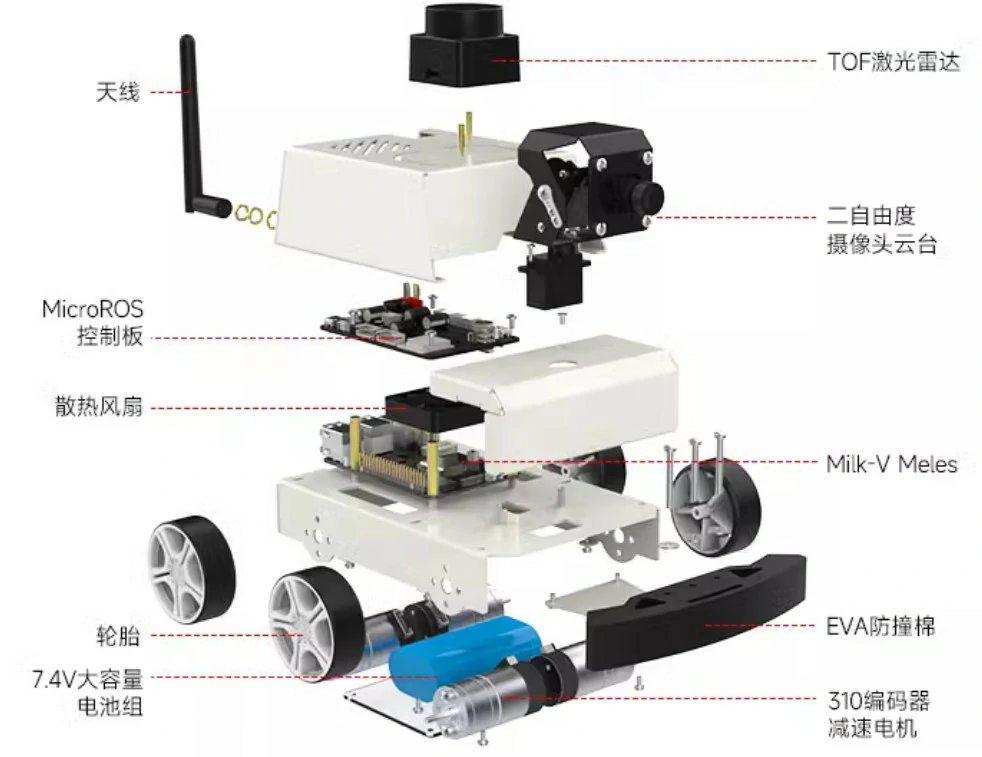 TOF激光雷达
天线
二自由度
摄像头云台
MicroROS
控制板
散热风扇
Milk-V Meles
轮胎
EVA防撞棉
7.4V大容量
电池组
310编码器
减速电机